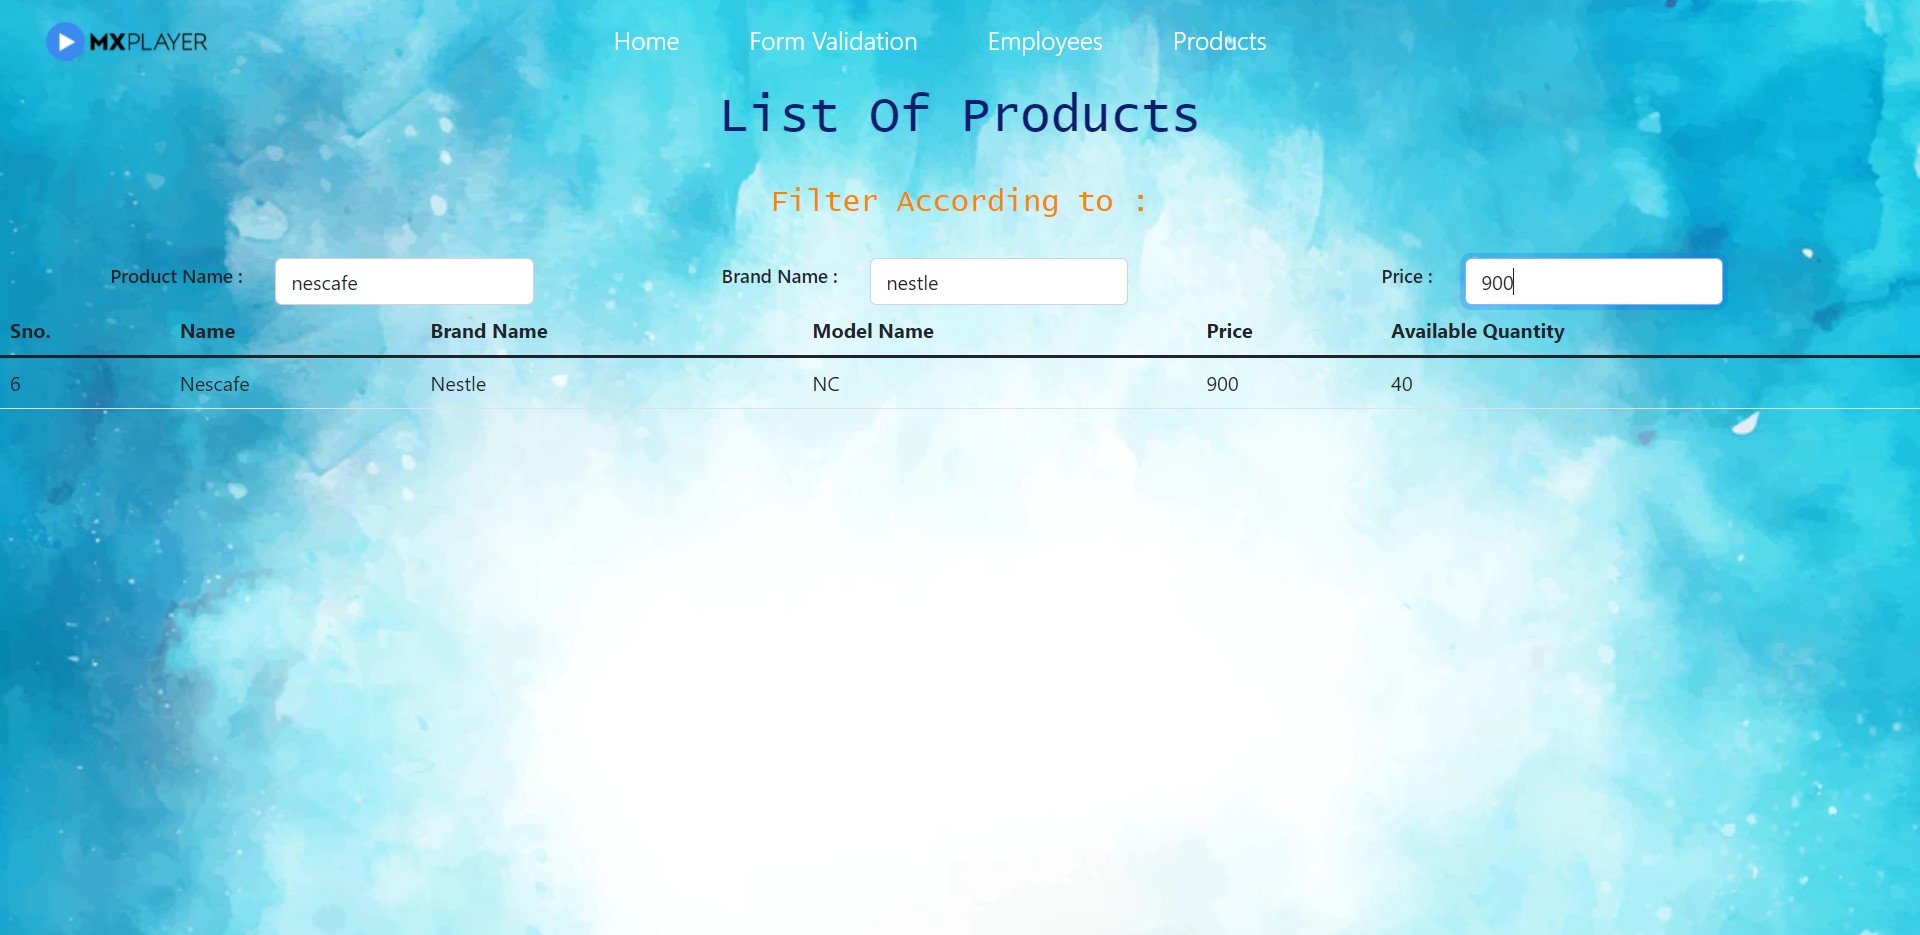 MXPLAYER Home Form Validation Employees Products
List Of Products
Filter According to :
Product Name : nescafe Brand Name : nestle Price : 900
Sno. Name Brand Name Model Name Price Available Quantity
6 Nescafe Nestle NC 900 40